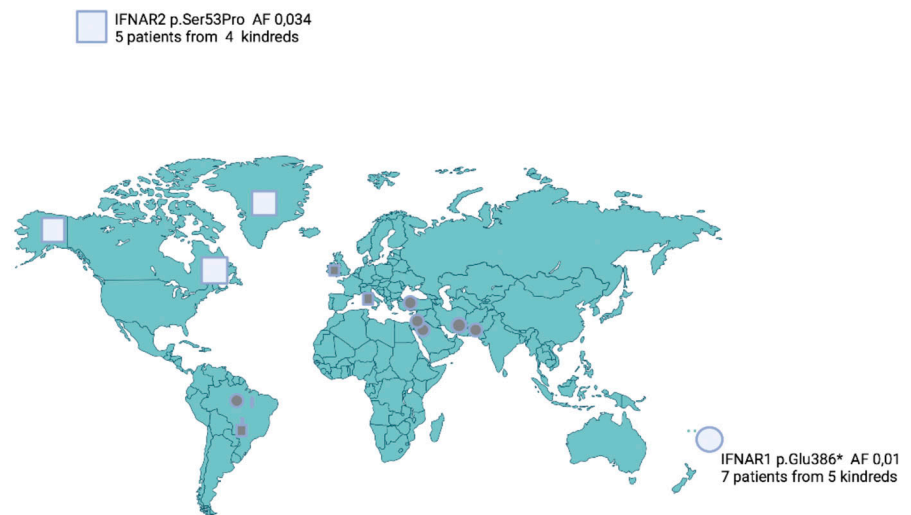 IFNAR2 p.Ser53Pro AF 0,034
5 patients from 4 kindreds
IFNAR1 p.Glu386* AF 0,01
7 patients from 5 kindreds